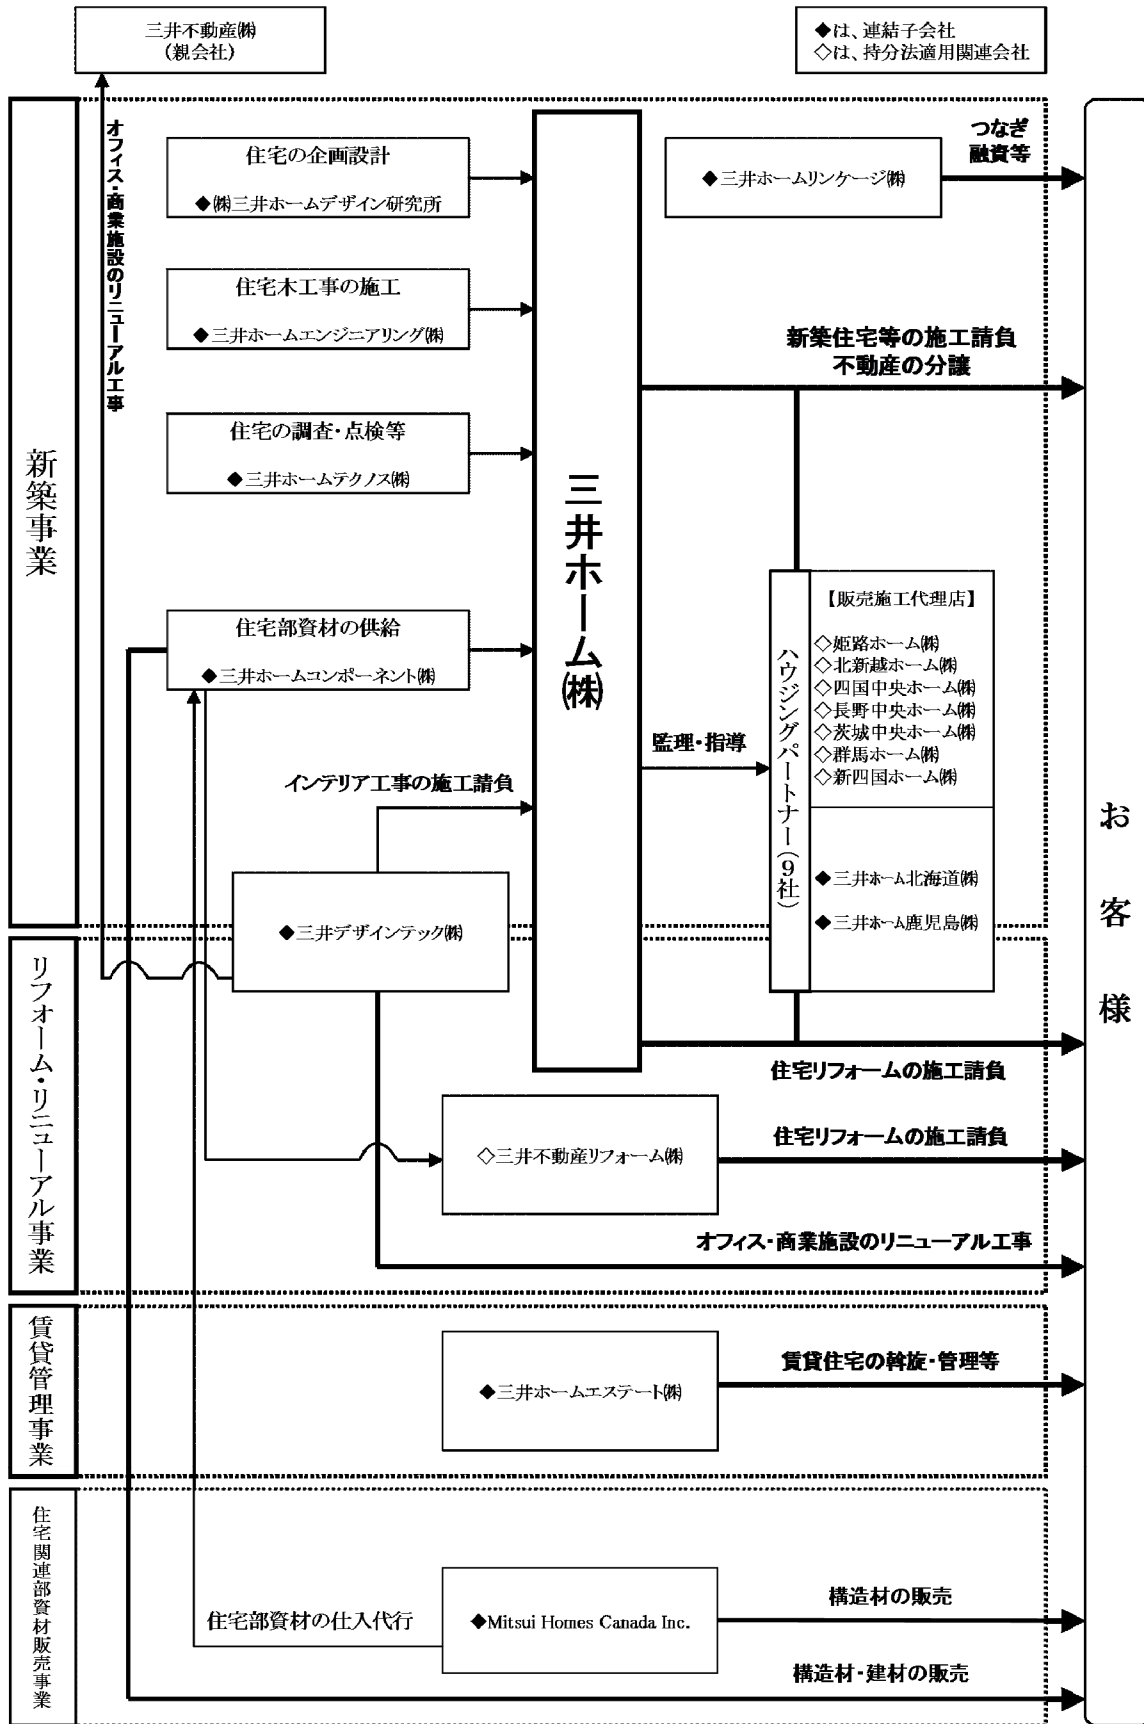 三井不動産㈱
(親会社)
◆は、連結子会社
◇は、持分法適用関連会社
新築事業
オフィス・商業施設のリニューアル工事
住宅の企画設計
◆㈱三井ホームデザイン研究所
住宅木工事の施工
◆三井ホームエンジニアリング㈱
住宅の調査・点検等
◆三井ホームテクノス㈱
住宅部資材の供給
◆三井ホームコンポーネント㈱
インテリア工事の施工請負
◆三井デザインテック㈱
三井ホーム㈱
◆三井ホームリンケージ㈱
つなぎ
融資等
新築住宅等の施工請負
不動産の分譲
監理・指導
ハウジングパートナー(9社)
【販売施工代理店】
◇姫路ホーム㈱
◇北新越ホーム㈱
◇四国中央ホーム㈱
◇長野中央ホーム㈱
◇茨城中央ホーム㈱
◇群馬ホーム㈱
◇新四国ホーム㈱
◆三井ホーム北海道㈱
◆三井ホーム鹿児島㈱
お客様
リフォーム・リニューアル事業
住宅リフォームの施工請負
◇三井不動産リフォーム㈱
住宅リフォームの施工請負
オフィス・商業施設のリニューアル工事
賃貸管理事業
◆三井ホームエステート㈱
賃貸住宅の斡旋・管理等
住宅関連部資材販売事業
住宅部資材の仕入代行
◆Mitsui Homes Canada Inc.
構造材の販売
構造材・建材の販売